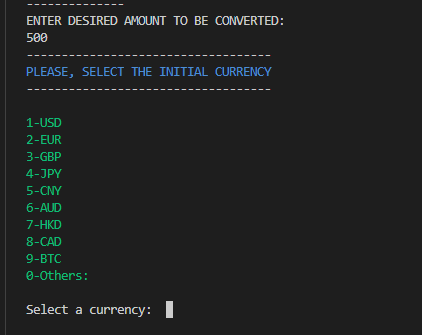 --------------
ENTER DESIRED AMOUNT TO BE CONVERTED:
500
-----------------------------------
PLEASE, SELECT THE INITIAL CURRENCY
-----------------------------------
1-USD
2-EUR
3-GBP
4-JPY
5-CNY
6-AUD
7-HKD
8-CAD
9-BTC
0-Others:
Select a currency: